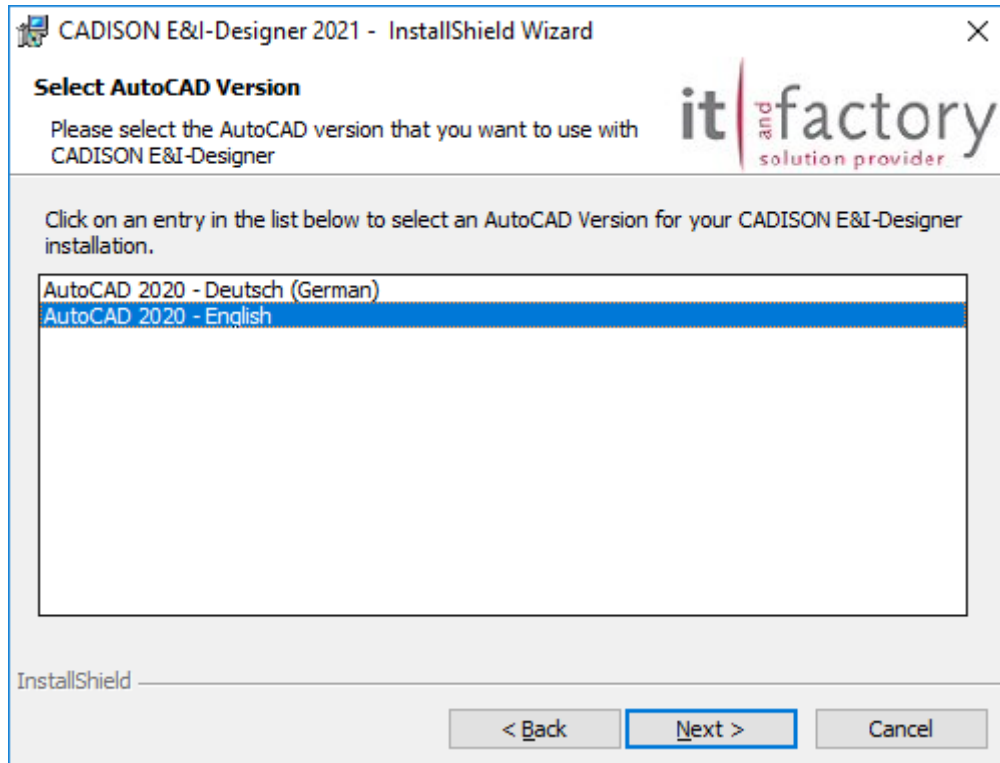 CADISON E&I-Designer 2021 - InstallShield Wizard
Select AutoCAD Version
Please select the AutoCAD version that you want to use with
CADISON E&I-Designer
it and factory
solution provider
Click on an entry in the list below to select an AutoCAD Version for your CADISON E&I-Designer
installation.
AutoCAD 2020 - Deutsch (German)
AutoCAD 2020 - English
InstallShield
< Back
Next >
Cancel